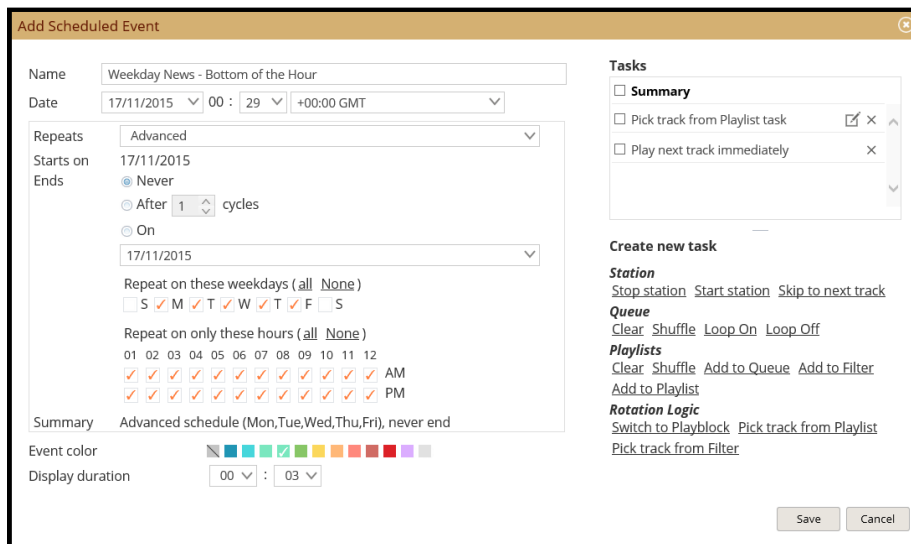 Add Scheduled Event
Name Weekday News - Bottom of the Hour
Date 17/11/2015 00 : 29 +00:00 GMT
Repeats Advanced
Starts on 17/11/2015
Ends Never
After 1 cycles
On
17/11/2015
Repeat on these weekdays ( all None )
S M T W T F S
Repeat on only these hours ( all None )
01 02 03 04 05 06 07 08 09 10 11 12
AM
PM
Summary Advanced schedule (Mon,Tue,Wed,Thu,Fri), never end
Event color
Display duration 00 : 03
Tasks
Summary
Pick track from Playlist task
Play next track immediately
Create new task
Station
Stop station Start station Skip to next track
Queue
Clear Shuffle Loop On Loop Off
Playlists
Clear Shuffle Add to Queue Add to Filter
Add to Playlist
Rotation Logic
Switch to Playblock Pick track from Playlist
Pick track from Filter
Save Cancel